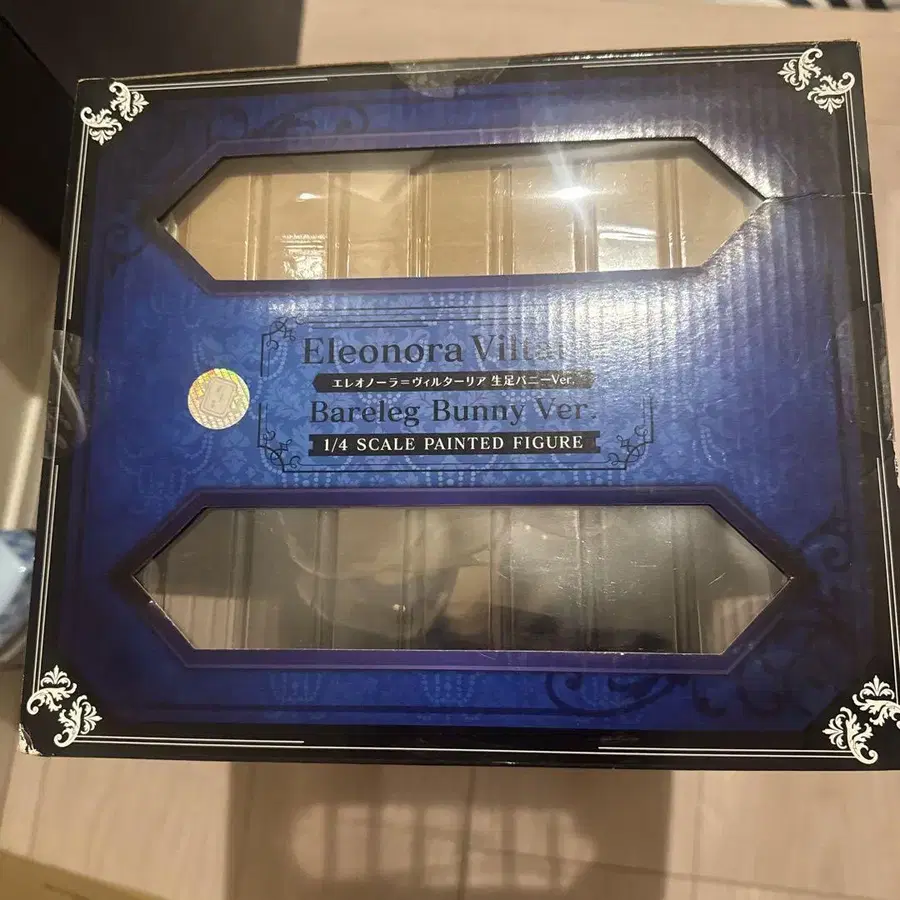 Eleonora
エレオノーラ=ヴィルターリア 生足バニーVer.
Bareleg Bunny Ver.
1/4 SCALE PAINTED FIGURE